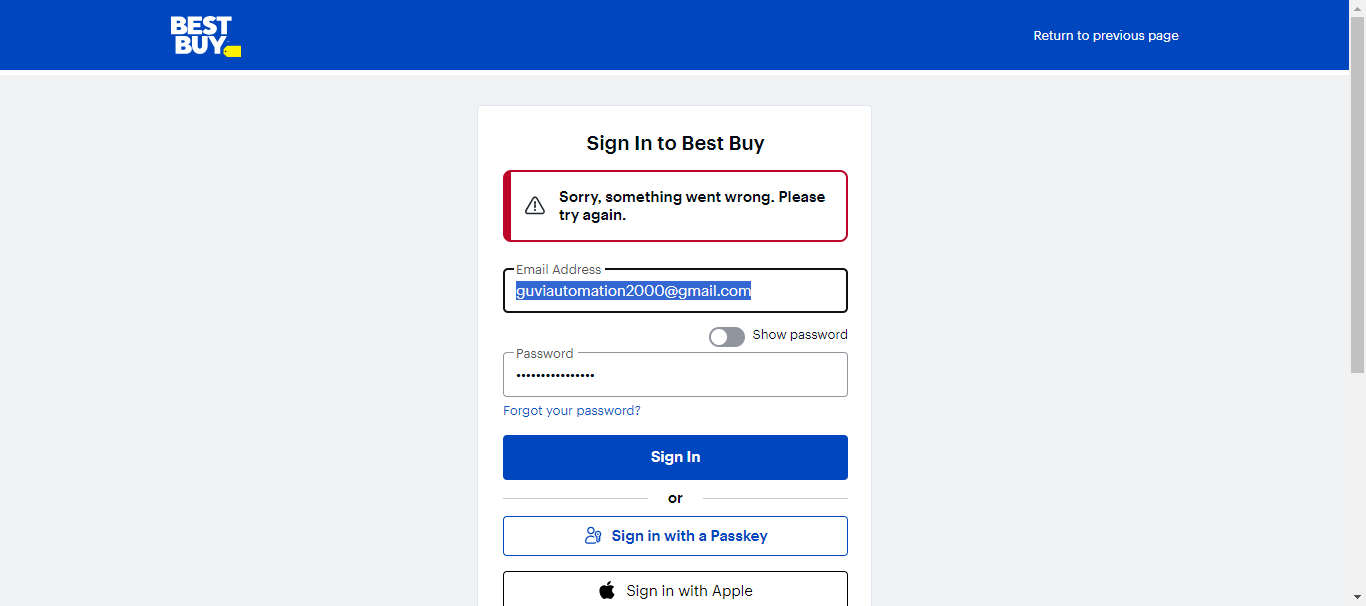 BEST
BUY
Return to previous page
Sign In to Best Buy
Sorry, something went wrong. Please
try again.
Email Address
guviautomation2000@gmail.com
Show password
Password
••••••••••••••••
Forgot your password?
Sign In
or
Sign in with a Passkey
Sign in with Apple